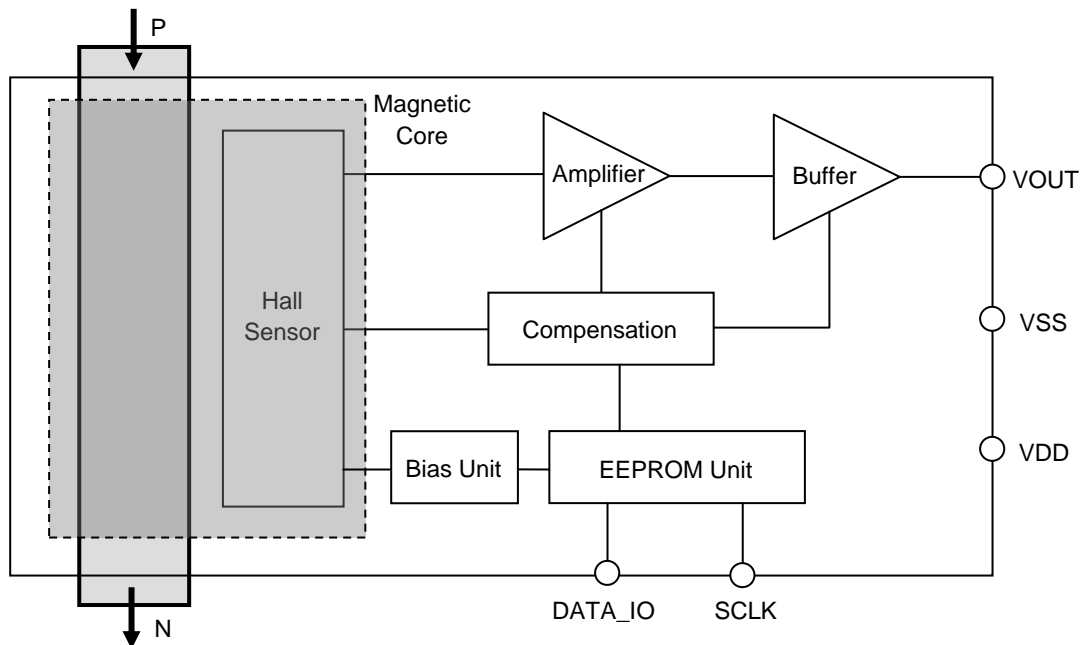 P
Magnetic
Core
Amplifier
Buffer
VOUT
Hall
Sensor
Compensation
VSS
Bias Unit
EEPROM Unit
VDD
DATA_IO
SCLK
N